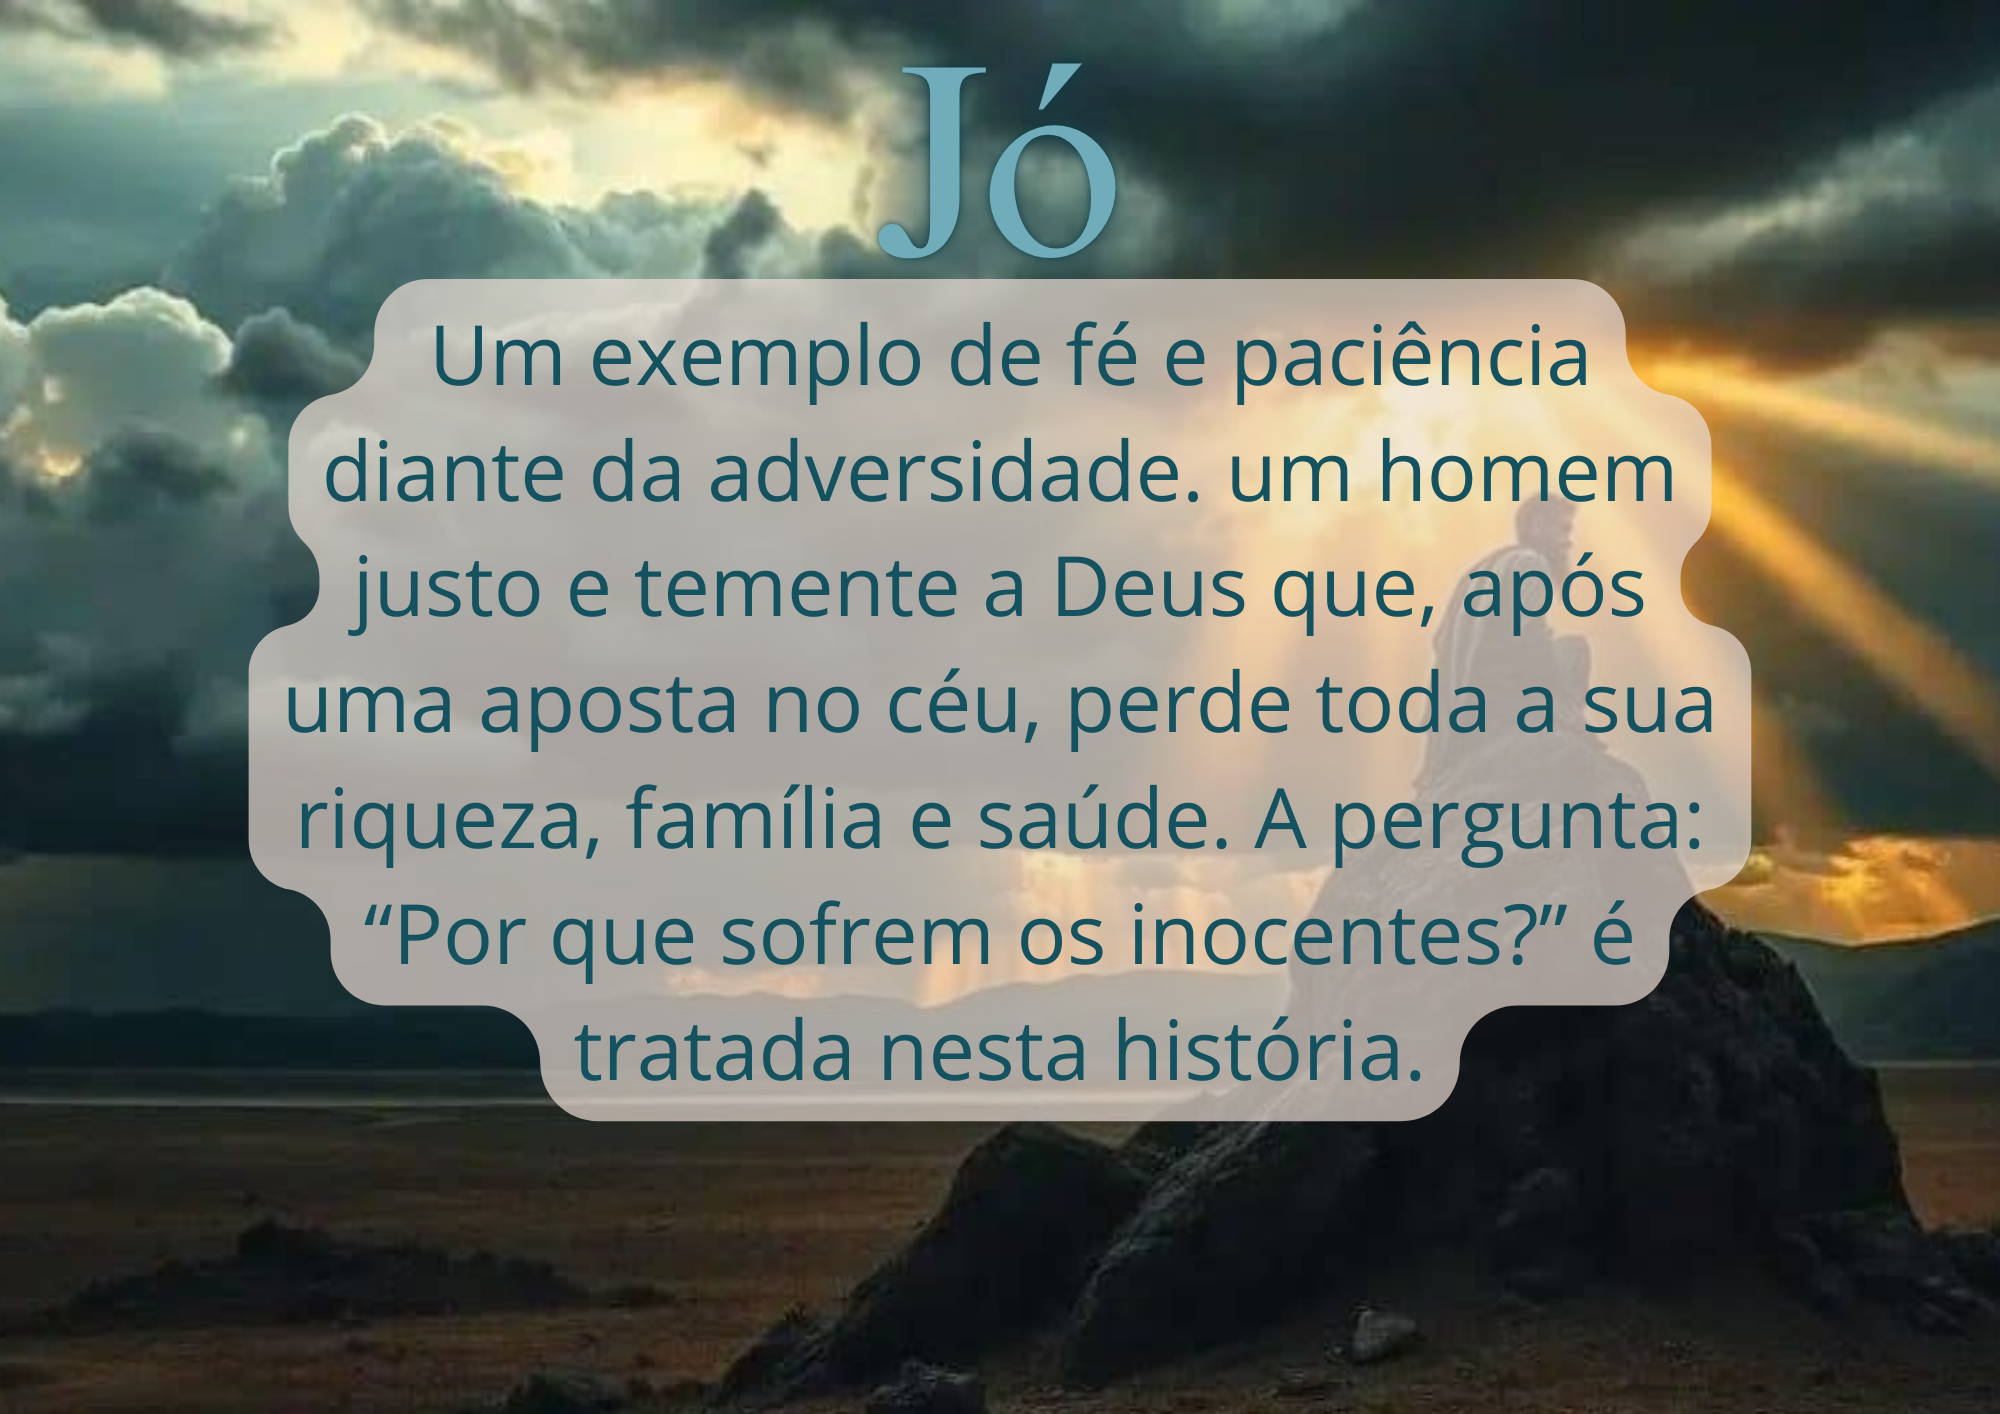 Jó
Um exemplo de fé e paciência
diante da adversidade. um homem
justo e temente a Deus que, após
uma aposta no céu, perde toda a sua
riqueza, família e saúde. A pergunta:
“Por que sofrem os inocentes?” é
tratada nesta história.